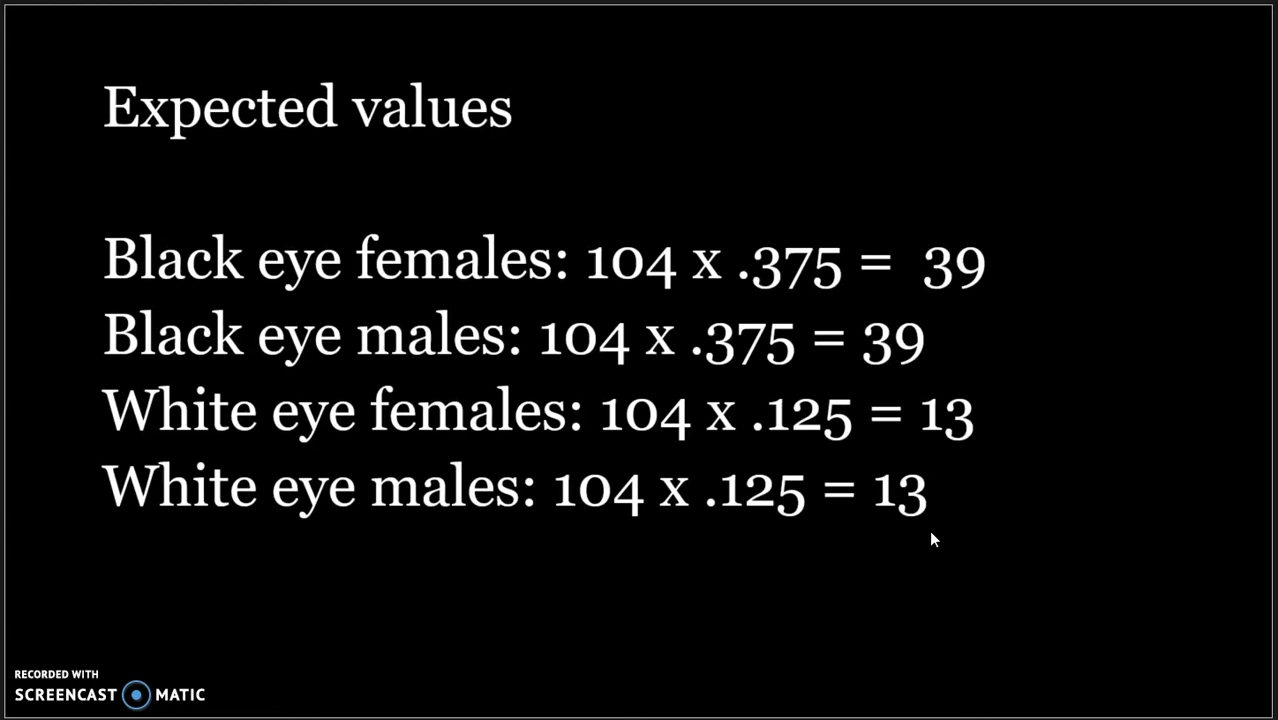 Expected values
Black eye females: 104 x .375 =  39
Black eye males: 104 x .375 = 39
White eye females: 104 x .125 = 13
White eye males: 104 x .125 = 13
RECORDED WITH
SCREENCAST MATIC